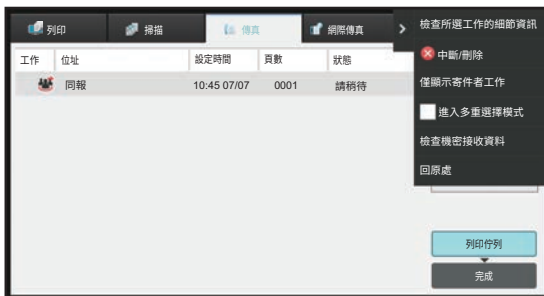 列印
掃描
傳真
網際傳真
工作 位址 設定時間 頁數 狀態
同報 10:45 07/07 0001 請稍待
檢查所選工作的細節資訊
中斷/刪除
僅顯示寄件者工作
進入多重選擇模式
檢查機密接收資料
回原處
列印佇列
完成